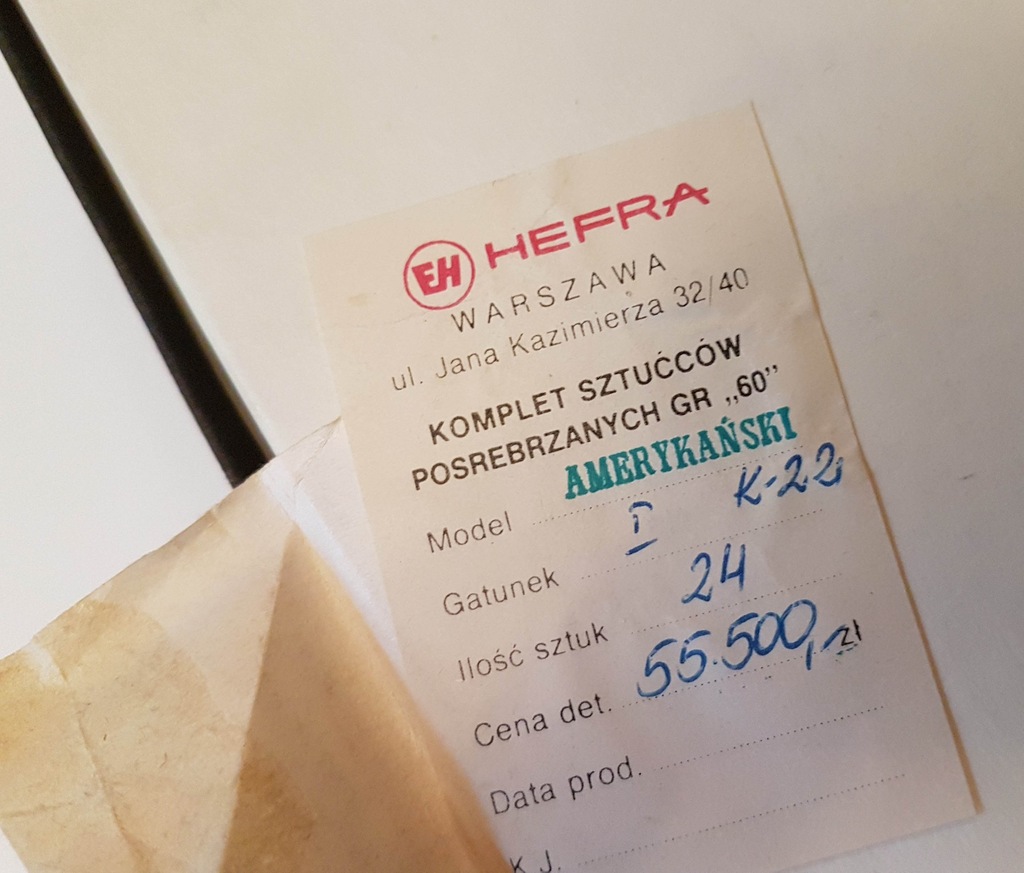 FH HEFRA
WARSZAWA
ul. Jana Kazimierza 32/40
KOMPLET SZTUĆCÓW
POSREBRZANYCH GR „60”
AMERYKAŃSKI
Model K-22
Gatunek I
Ilość sztuk 24
Cena det. 55.500,- zł
Data prod.
K J.